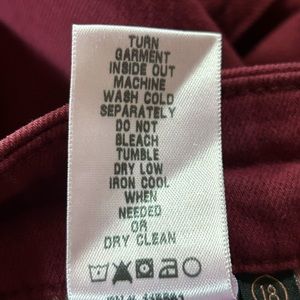 TURN
GARMENT
INSIDE OUT
MACHINE
WASH COLD
SEPARATELY
DO NOT
BLEACH
TUMBLE
DRY LOW
IRON COOL
WHEN
NEEDED
OR
DRY CLEAN
18